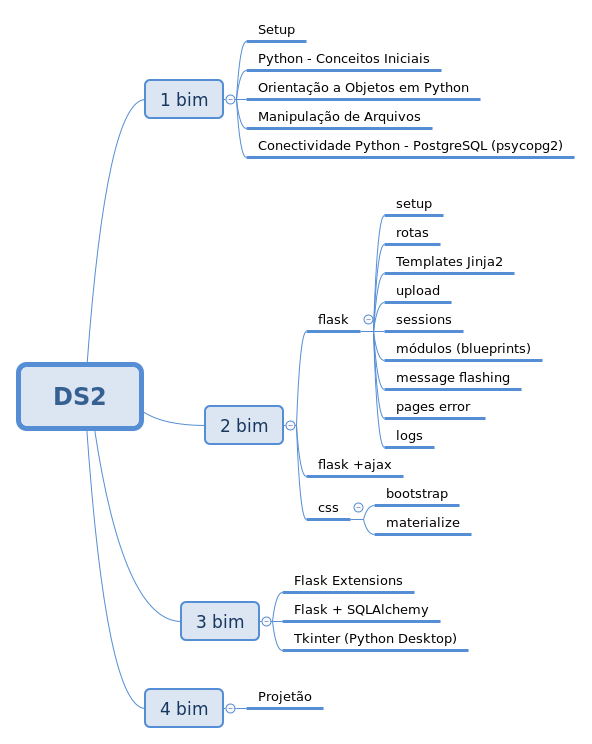 DS2
1 bim
Setup
Python - Conceitos Iniciais
Orientação a Objetos em Python
Manipulação de Arquivos
Conectividade Python - PostgreSQL (psycopg2)
2 bim
flask
setup
rotas
Templates Jinja2
upload
sessions
módulos (blueprints)
message flashing
pages error
logs
flask +ajax
css
bootstrap
materialize
3 bim
Flask Extensions
Flask + SQLAlchemy
Tkinter (Python Desktop)
4 bim
Projetão